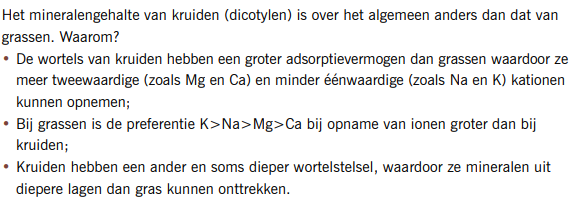 Het mineralengehalte van kruiden (dicotylen) is over het algemeen anders dan dat van
grassen. Waarom?
• De wortels van kruiden hebben een groter adsorptievermogen dan grassen waardoor ze
meer tweewaardige (zoals Mg en Ca) en minder éénwaardige (zoals Na en K) kationen
kunnen opnemen;
• Bij grassen is de preferentie K>Na>Mg>Ca bij opname van ionen groter dan bij
kruiden;
• Kruiden hebben een ander en soms dieper wortelstelsel, waardoor ze mineralen uit
diepere lagen dan gras kunnen onttrekken.